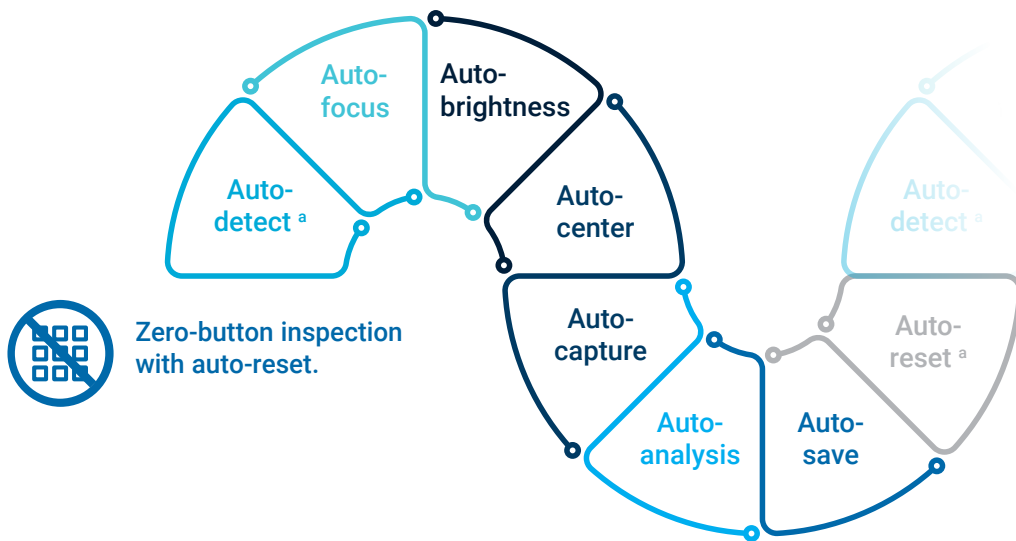 Auto-
detect ᵃ
Auto-
focus
Auto-
brightness
Auto-
center
Auto-
capture
Auto-
analysis
Auto-
save
Auto-
reset ᵃ
Auto-
detect ᵃ
Zero-button inspection
with auto-reset.